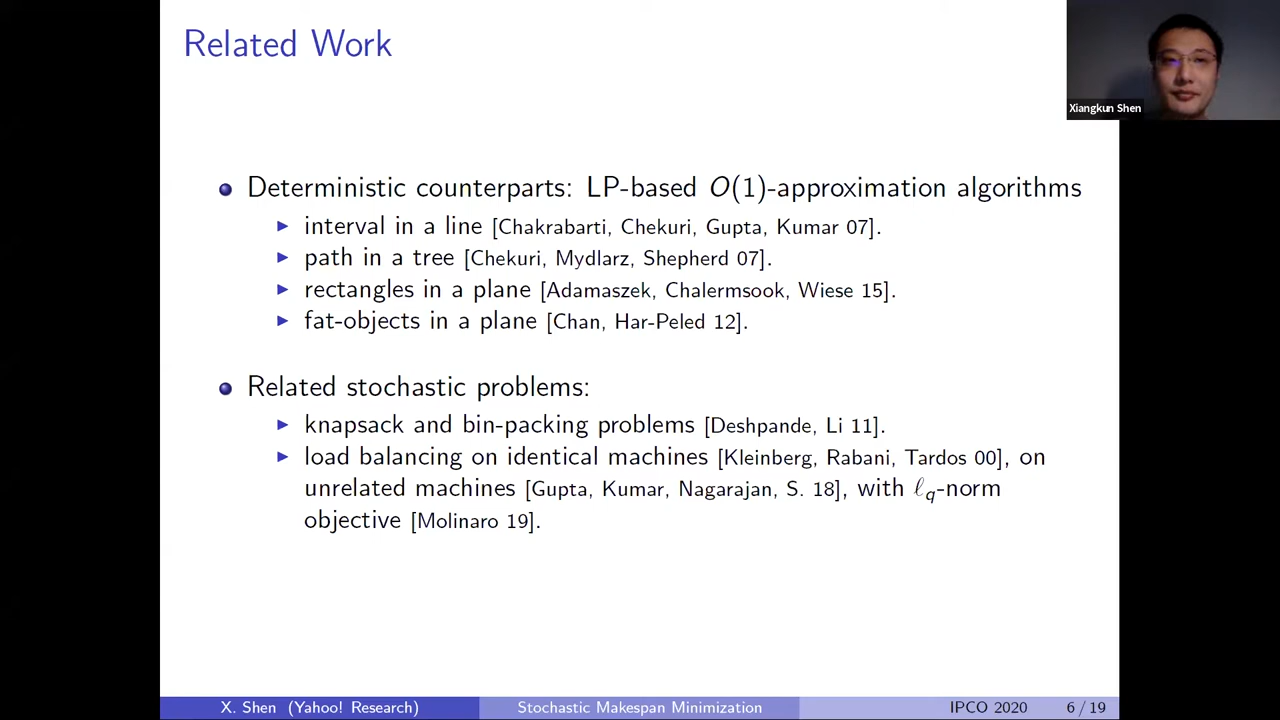 Related Work
Xiangkun Shen
Deterministic counterparts: LP-based O(1)-approximation algorithms
interval in a line [Chakrabarti, Chekuri, Gupta, Kumar 07].
path in a tree [Chekuri, Mydlarz, Shepherd 07].
rectangles in a plane [Adamaszek, Chalermsook, Wiese 15].
fat-objects in a plane [Chan, Har-Peled 12].
Related stochastic problems:
knapsack and bin-packing problems [Deshpande, Li 11].
load balancing on identical machines [Kleinberg, Rabani, Tardos 00], on
unrelated machines [Gupta, Kumar, Nagarajan, S. 18], with ℓq-norm
objective [Molinaro 19].
X. Shen (Yahoo! Research) Stochastic Makespan Minimization IPCO 2020 6 / 19